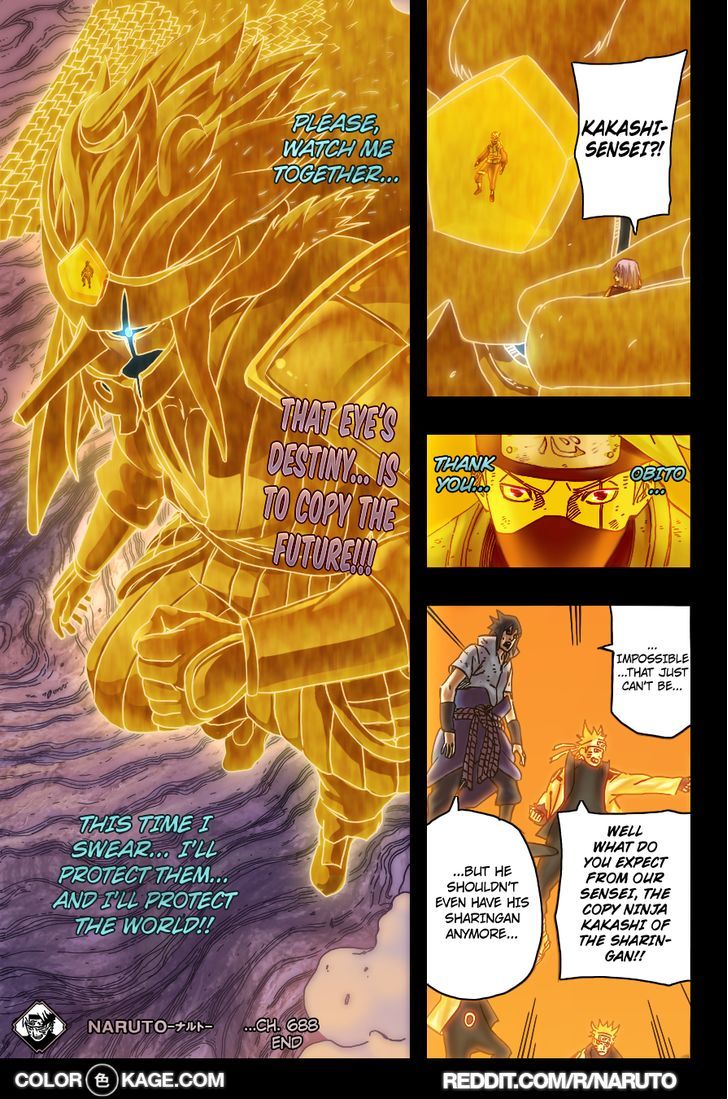 KAKASHI-
SENSEI?!
THANK
YOU...
OBITO
...
...
IMPOSSIBLE
...THAT JUST
CAN'T
BE...
...BUT HE
SHOULDN'T
EVEN HAVE HIS
SHARINGAN
ANYMORE...
WELL
WHAT DO
YOU EXPECT
FROM OUR
SENSEI, THE
COPY NINJA
KAKASHI OF
THE SHARIN-
GAN!!
PLEASE,
WATCH ME
TOGETHER...
THAT EYE'S
DESTINY... IS
TO COPY THE
FUTURE!!!
THIS TIME I
SWEAR... I'LL
PROTECT THEM...
AND I'LL PROTECT
THE WORLD!!
NARUTO-ナルト-
...CH. 688
END
COLOR 色 KAGE.COM
REDDIT.COM/R/NARUTO